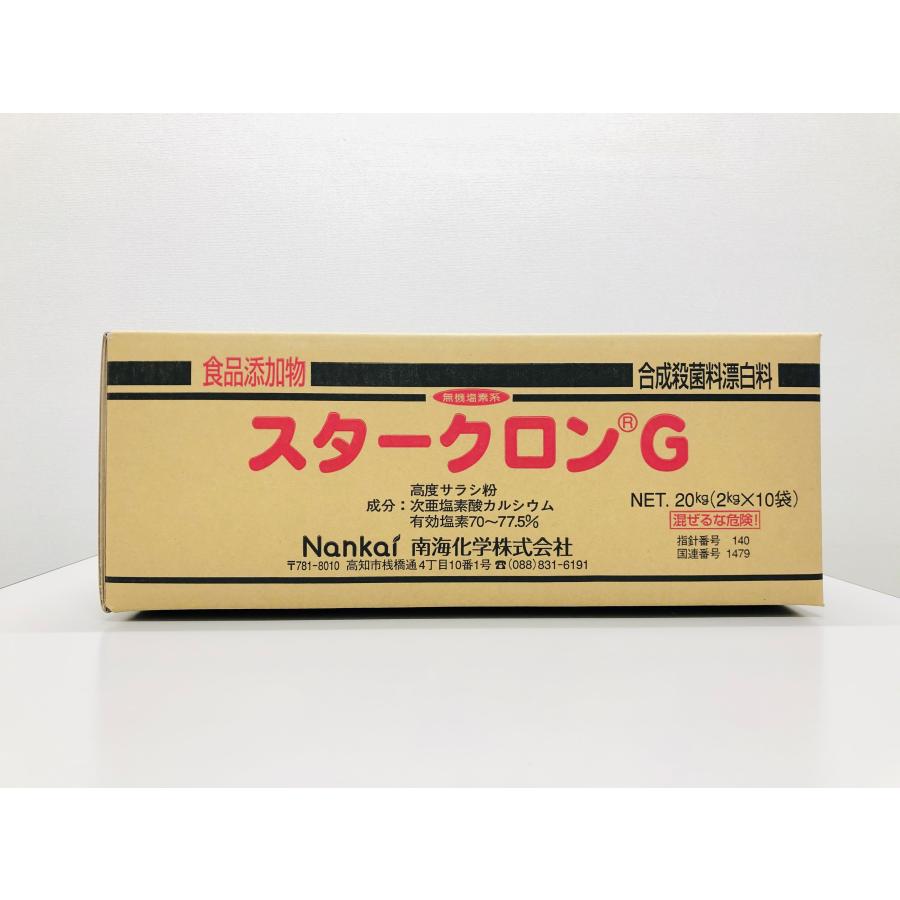 食品添加物
合成殺菌料漂白料
無機塩素系
スタークロン®G
高度サラシ粉
成分：次亜塩素酸カルシウム
有効塩素70〜77.5%
NET. 20kg(2kg×10袋)
混ぜるな危険!
指針番号 140
国連番号 1479
Nankai 南海化学株式会社
〒781-8010 高知市桟橋通4丁目10番1号☎(088)831-6191